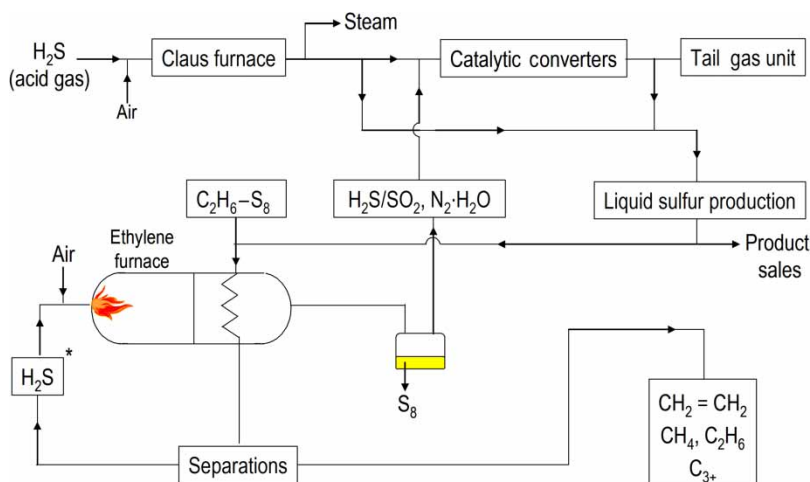 Steam
H₂S
(acid gas)
Claus furnace
Catalytic converters
Tail gas unit
Air
C₂H₆–S₈
H₂S/SO₂, N₂·H₂O
Liquid sulfur production
Ethylene
furnace
Air
Product
sales
H₂S
*
S₈
CH₂ = CH₂
CH₄, C₂H₆
C₃₊
Separations